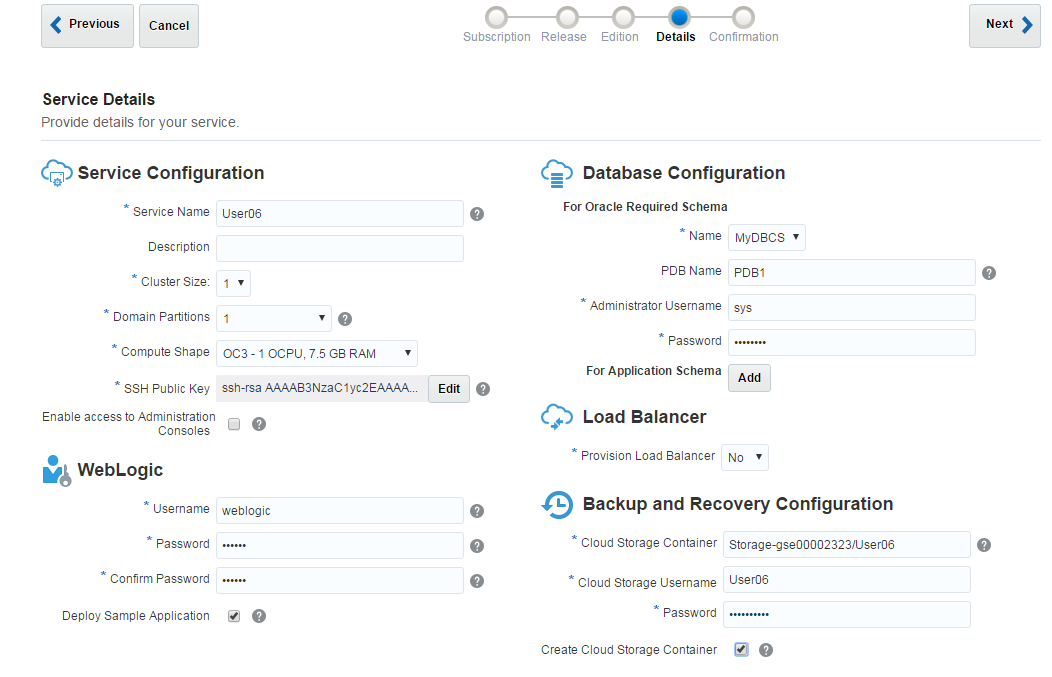 Previous
Cancel
Subscription Release Edition Details Confirmation
Next
Service Details
Provide details for your service.
Service Configuration
* Service Name User06 ?
Description
* Cluster Size: 1
* Domain Partitions 1 ?
* Compute Shape OC3 - 1 OCPU, 7.5 GB RAM
* SSH Public Key ssh-rsa AAAAB3NzaC1yc2EAAAA... Edit ?
Enable access to Administration
Consoles ?
WebLogic
* Username weblogic ?
* Password •••••• ?
* Confirm Password •••••• ?
Deploy Sample Application ?
Database Configuration
For Oracle Required Schema
* Name MyDBCS
PDB Name PDB1 ?
* Administrator Username sys
* Password ••••••••
For Application Schema Add
Load Balancer
* Provision Load Balancer No
Backup and Recovery Configuration
* Cloud Storage Container Storage-gse00002323/User06 ?
* Cloud Storage Username User06
* Password ••••••••••
Create Cloud Storage Container ?